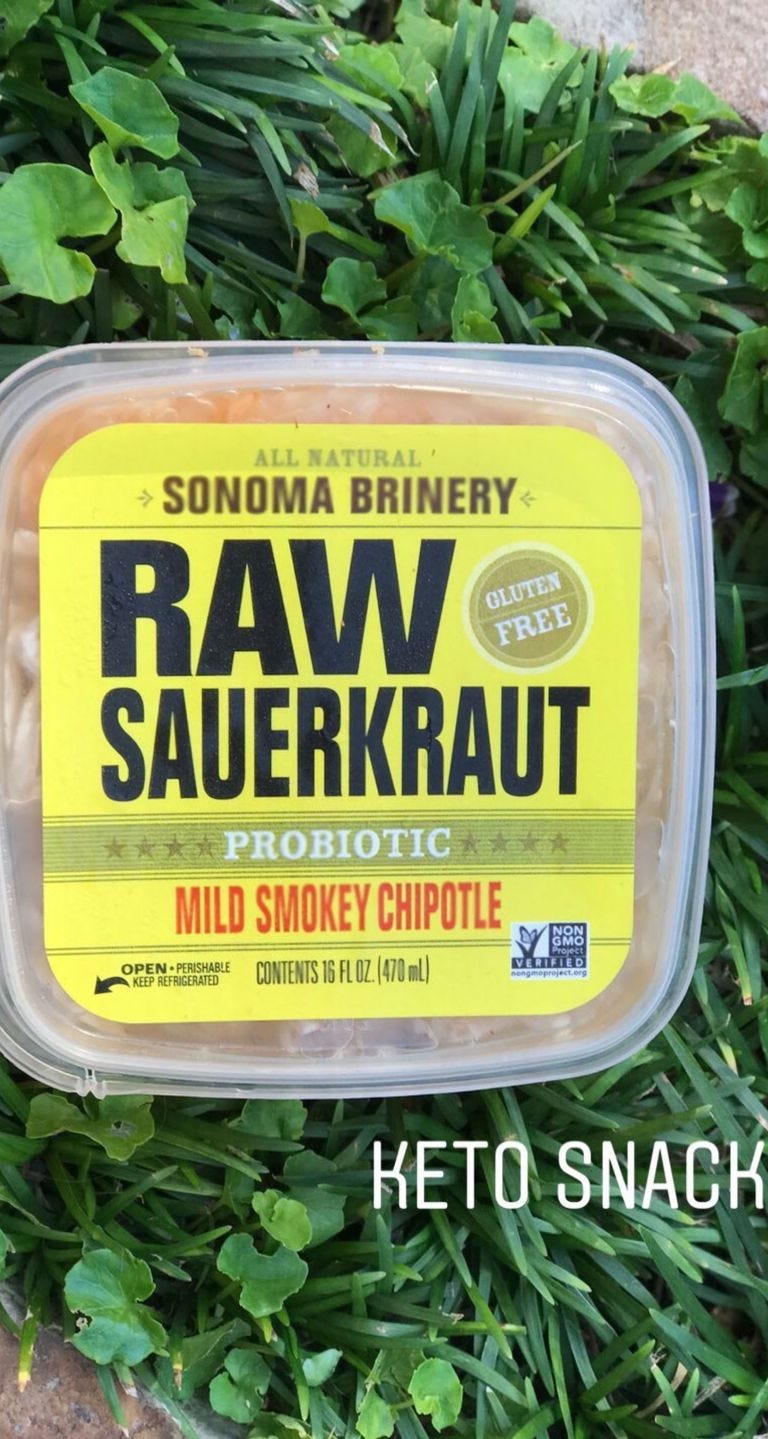 ALL NATURAL
SONOMA BRINERY
RAW
GLUTEN
FREE
SAUERKRAUT
PROBIOTIC
MILD SMOKEY CHIPOTLE
OPEN • PERISHABLE
KEEP REFRIGERATED
CONTENTS 16 FL OZ. (470 mL)
NON
GMO
Project
VERIFIED
nongmoproject.org
KETO SNACK